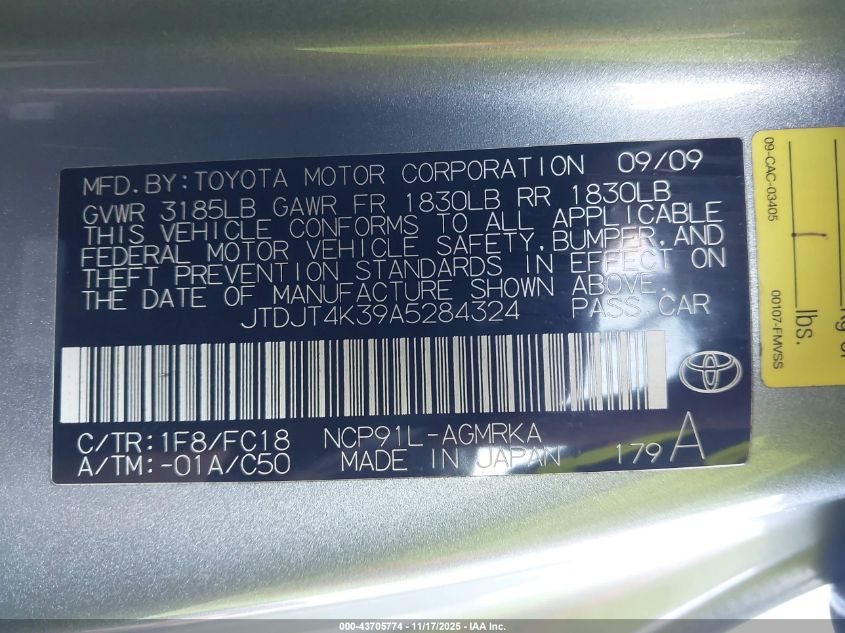 MFD. BY: TOYOTA MOTOR CORPORATION 09/09
GVWR 3185LB GAWR FR 1830LB RR 1830LB
THIS VEHICLE CONFORMS TO ALL APPLICABLE
FEDERAL MOTOR VEHICLE SAFETY, BUMPER, AND
THEFT PREVENTION STANDARDS IN EFFECT ON
THE DATE OF MANUFACTURE SHOWN ABOVE.
JTDJT4K39A5284324 PASS. CAR
C/TR: 1F8/FC18 NCP91L-AGMRKA
A/TM: -01A/C50 MADE IN JAPAN 179 A
09-CAC-03405
00107-FMVSS
lbs.
000-43705774 - 11/17/2025 - IAA Inc.